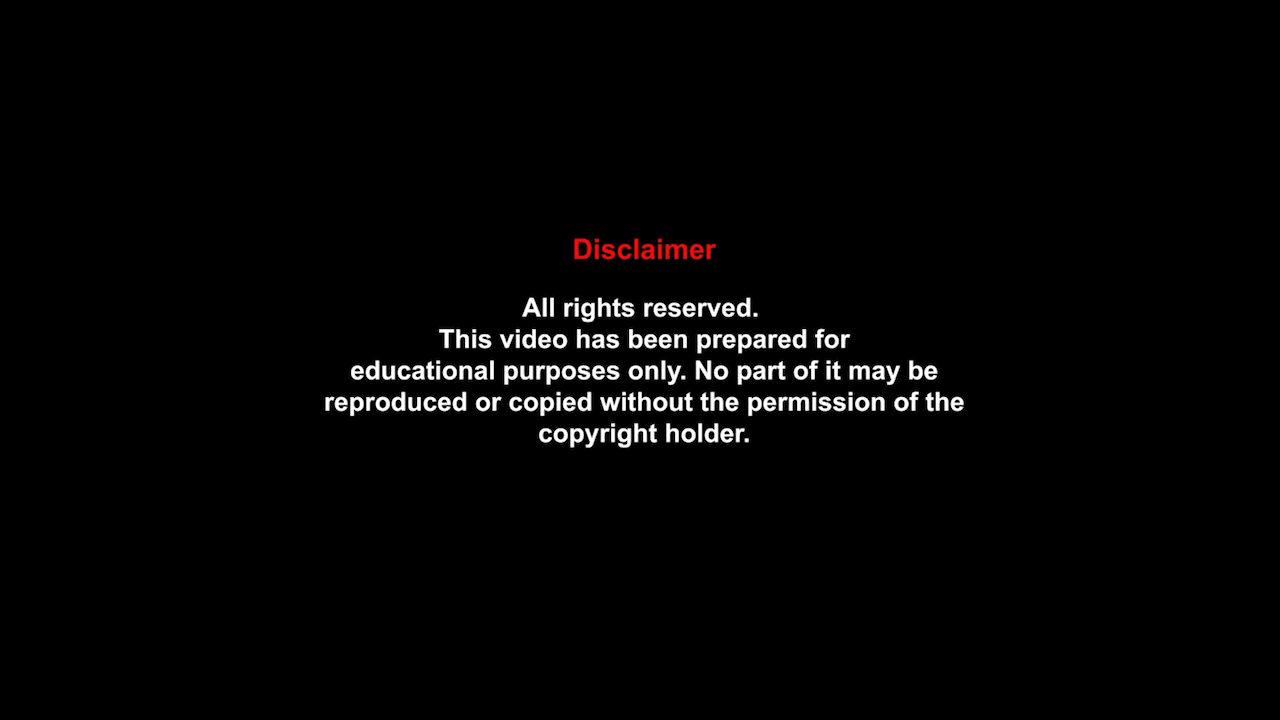 Disclaimer
All rights reserved.
This video has been prepared for
educational purposes only. No part of it may be
reproduced or copied without the permission of the
copyright holder.